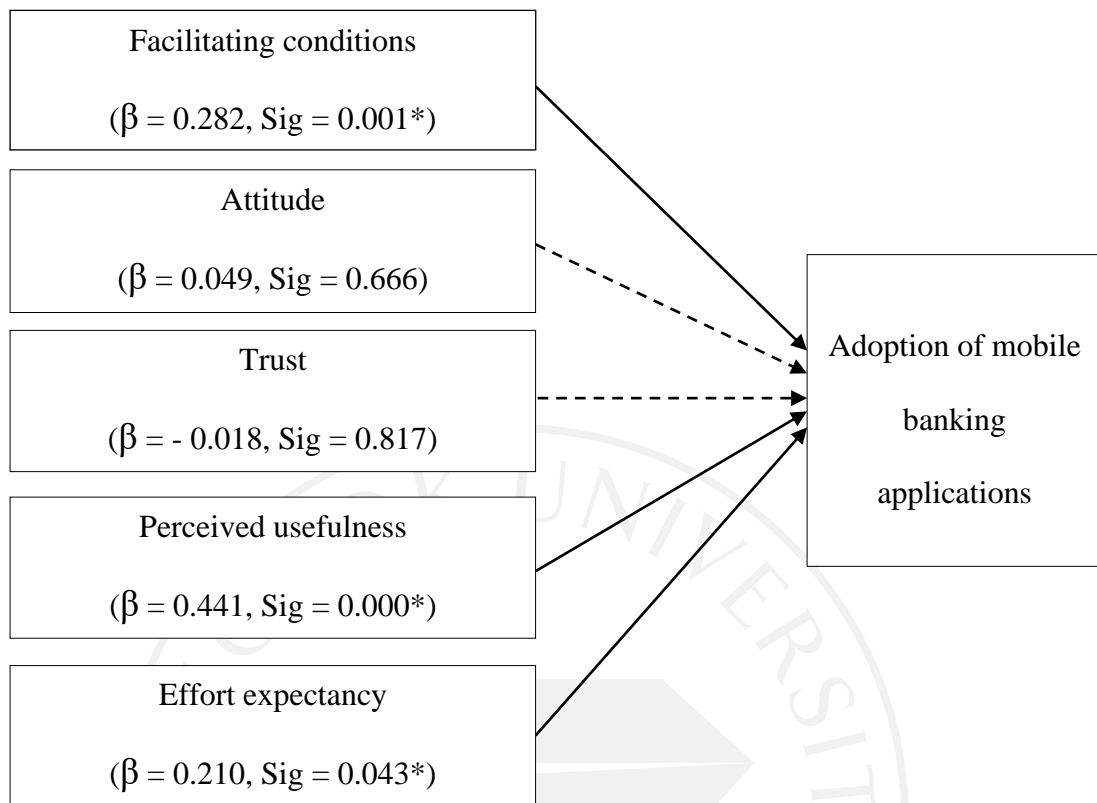 Facilitating conditions
(β = 0.282, Sig = 0.001*)
Attitude
(β = 0.049, Sig = 0.666)
Trust
(β = - 0.018, Sig = 0.817)
Perceived usefulness
(β = 0.441, Sig = 0.000*)
Effort expectancy
(β = 0.210, Sig = 0.043*)
Adoption of mobile
banking
applications
UNIVERSIT